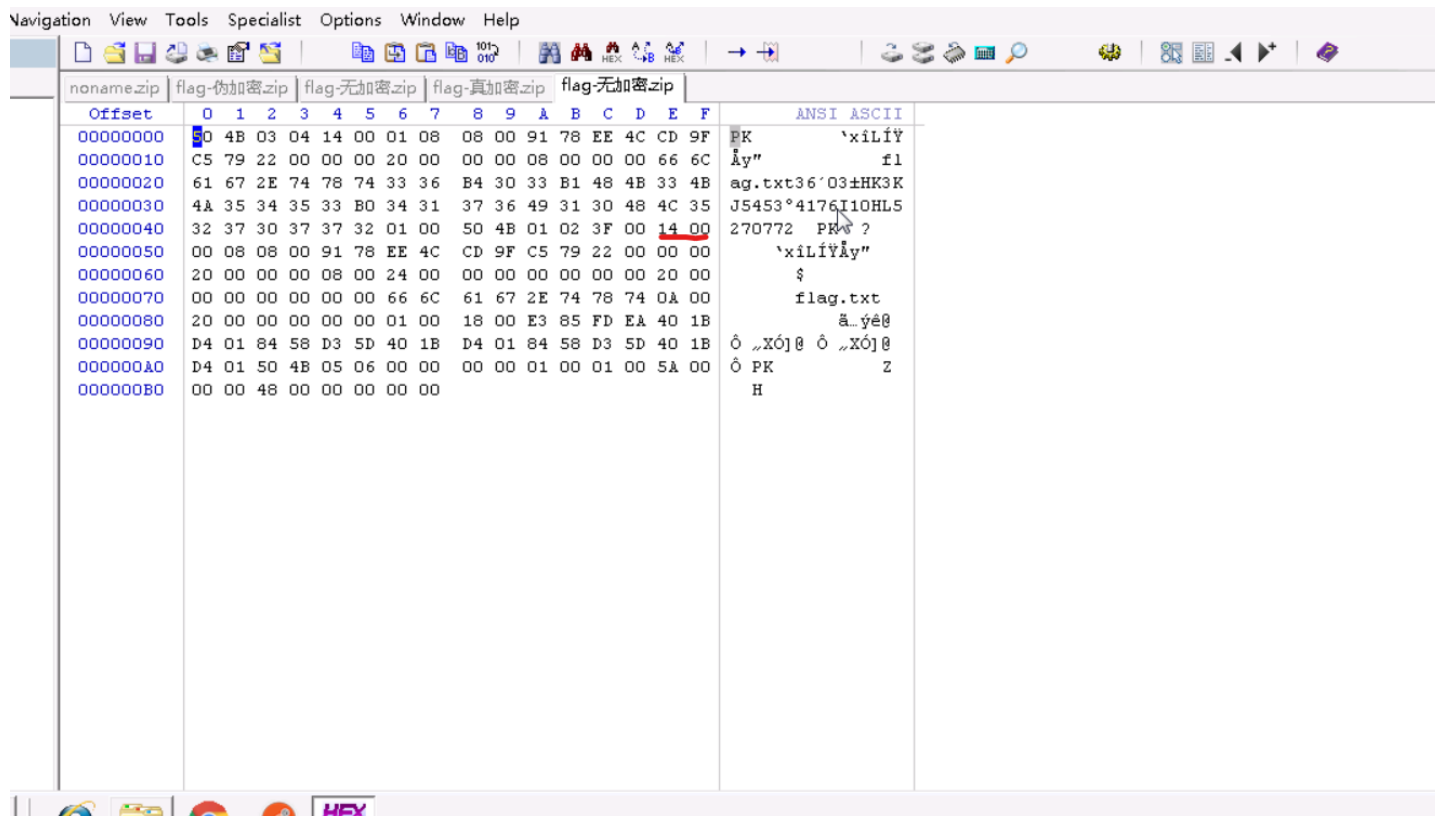 Navigation View Tools Specialist Options Window Help
noname.zip flag-伪加密.zip flag-无加密.zip flag-真加密.zip flag-无加密.zip
Offset 0 1 2 3 4 5 6 7 8 9 A B C D E F ANSI ASCII
00000000 50 4B 03 04 14 00 01 08 08 00 91 78 EE 4C CD 9F PK ‘xîLÍŸ
00000010 C5 79 22 00 00 00 20 00 00 00 08 00 00 00 66 6C Åy" fl
00000020 61 67 2E 74 78 74 33 36 B4 30 33 B1 48 4B 33 4B ag.txt36´03±HK3K
00000030 4A 35 34 35 33 B0 34 31 37 36 49 31 30 48 4C 35 J5453°4176I10HL5
00000040 32 37 30 37 37 32 01 00 50 4B 01 02 3F 00 14 00 270772 PK ?
00000050 00 08 08 00 91 78 EE 4C CD 9F C5 79 22 00 00 00 ‘xîLÍŸÅy"
00000060 20 00 00 00 08 00 24 00 00 00 00 00 00 00 20 00 $
00000070 00 00 00 00 00 00 66 6C 61 67 2E 74 78 74 0A 00 flag.txt
00000080 20 00 00 00 00 00 01 00 18 00 E3 85 FD EA 40 1B ã…ýê@
00000090 D4 01 84 58 D3 5D 40 1B D4 01 84 58 D3 5D 40 1B Ô „XÓ]@ Ô „XÓ]@
000000A0 D4 01 50 4B 05 06 00 00 00 00 01 00 01 00 5A 00 Ô PK Z
000000B0 00 00 48 00 00 00 00 00 H
HEX